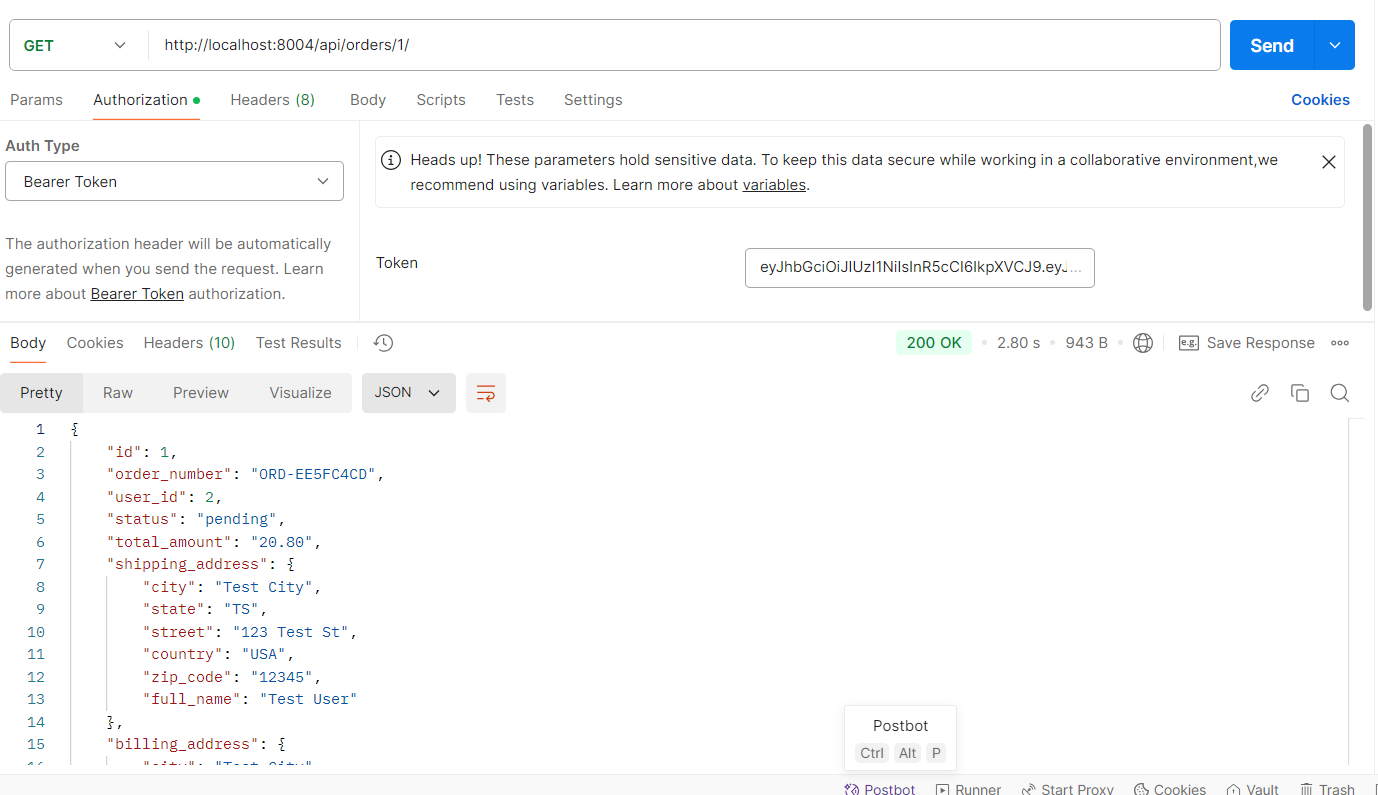 GET http://localhost:8004/api/orders/1/ Send
Params Authorization Headers (8) Body Scripts Tests Settings Cookies
Auth Type
Bearer Token
The authorization header will be automatically
generated when you send the request. Learn
more about Bearer Token authorization.
Heads up! These parameters hold sensitive data. To keep this data secure while working in a collaborative environment,we
recommend using variables. Learn more about variables.
Token eyJhbGciOiJIUzI1NiIsInR5cCI6IkpXVCJ9.eyJ...
Body Cookies Headers (10) Test Results 200 OK 2.80 s 943 B e.g. Save Response
Pretty Raw Preview Visualize JSON
1 {
2 "id": 1,
3 "order_number": "ORD-EE5FC4CD",
4 "user_id": 2,
5 "status": "pending",
6 "total_amount": "20.80",
7 "shipping_address": {
8 "city": "Test City",
9 "state": "TS",
10 "street": "123 Test St",
11 "country": "USA",
12 "zip_code": "12345",
13 "full_name": "Test User"
14 },
15 "billing_address": {
16 "city": "Test City"
Postbot
Ctrl Alt P
Postbot Runner Start Proxy Cookies Vault Trash